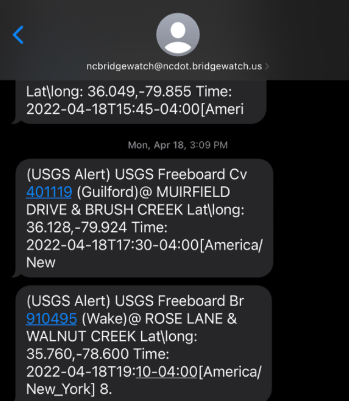 ncbridgewatch@ncdot.bridgewatch.us >
Lat\long: 36.049,-79.855 Time:
2022-04-18T15:45-04:00[Ameri
Mon, Apr 18, 3:09 PM
(USGS Alert) USGS Freeboard Cv
401119 (Guilford)@ MUIRFIELD
DRIVE & BRUSH CREEK Lat\long:
36.128,-79.924 Time:
2022-04-18T17:30-04:00[America/
New
(USGS Alert) USGS Freeboard Br
910495 (Wake)@ ROSE LANE &
WALNUT CREEK Lat\long:
35.760,-78.600 Time:
2022-04-18T19:10-04:00[America/
New_York] 8.